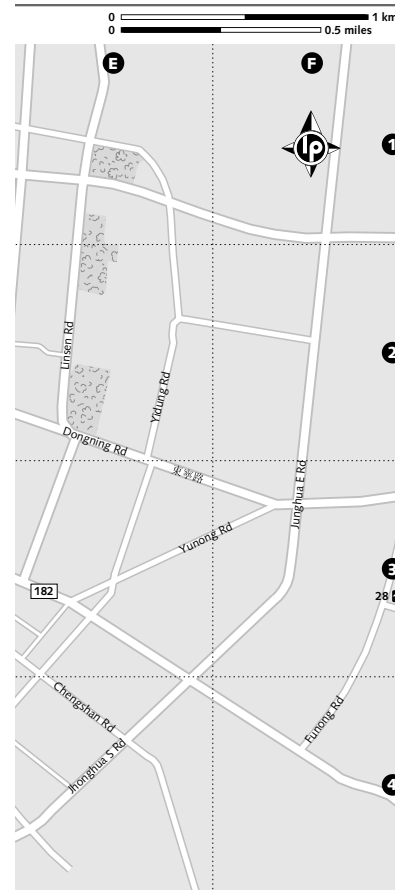 0 1 km
0 0.5 miles
E
F
lp
1
Linsen Rd
2
Yidung Rd
Dongning Rd
東寧路
Junghua E Rd
Yunong Rd
3
182
28
Chengshan Rd
Funong Rd
Jhonghua S Rd
4